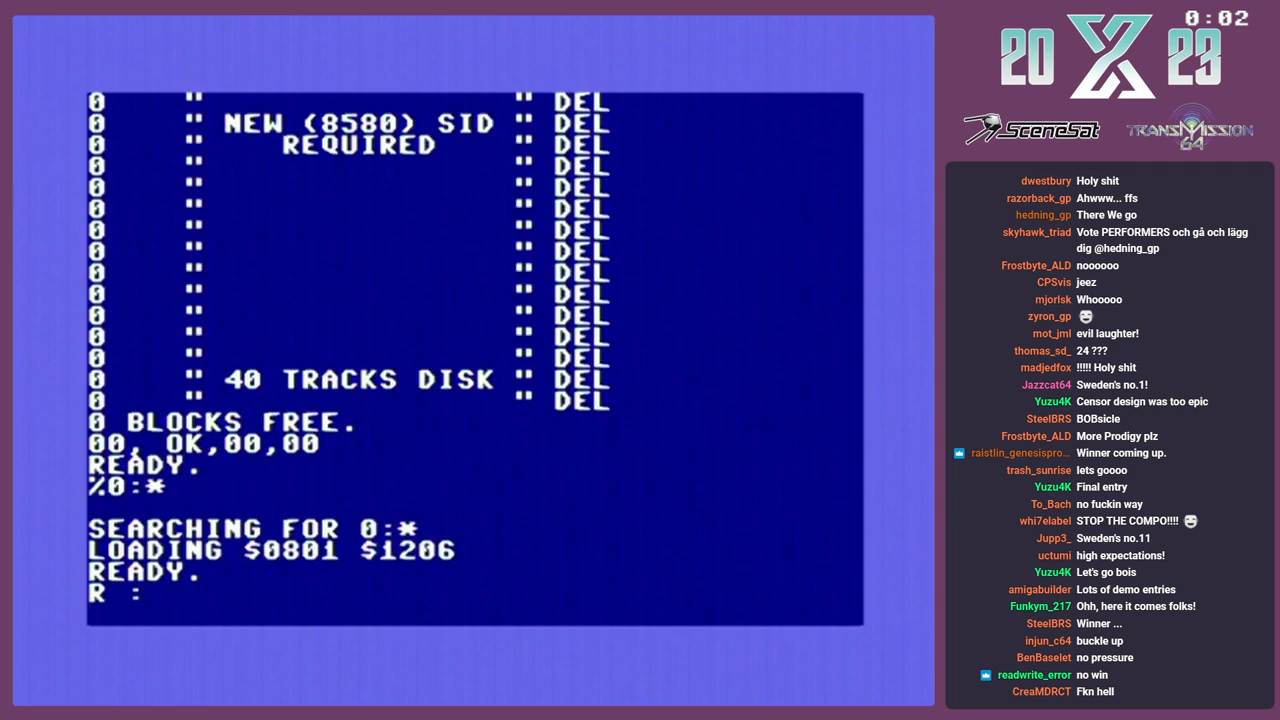 0 " " DEL
0 " NEW (8580) SID " DEL
0 " REQUIRED " DEL
0 " " DEL
0 " " DEL
0 " " DEL
0 " " DEL
0 " " DEL
0 " " DEL
0 " " DEL
0 " " DEL
0 " " DEL
0 " " DEL
0 " 40 TRACKS DISK " DEL
0 " " DEL
0 BLOCKS FREE.
00, OK,00,00
READY.
%0:*
SEARCHING FOR 0:*
LOADING $0801 $1206
READY.
R :
0:02
20 X 23
SCENESAT
TRANSMISSION
64
dwestbury Holy shit
razorback_gp Ahwww... ffs
hedning_gp There We go
skyhawk_triad Vote PERFORMERS och gå och lägg
dig @hedning_gp
Frostbyte_ALD noooooo
CPSvis jeez
mjorlsk Whooooo
zyron_gp
mot_jml evil laughter!
thomas_sd_ 24 ???
madjedfox !!!!! Holy shit
Jazzcat64 Sweden's no.1!
Yuzu4K Censor design was too epic
SteelBRS BOBsicle
Frostbyte_ALD More Prodigy plz
raistlin_genesispro... Winner coming up.
trash_sunrise lets goooo
Yuzu4K Final entry
To_Bach no fuckin way
whi7elabel STOP THE COMPO!!!!
Jupp3_ Sweden's no.11
uctumi high expectations!
Yuzu4K Let's go bois
amigabuilder Lots of demo entries
Funkym_217 Ohh, here it comes folks!
SteelBRS Winner ...
injun_c64 buckle up
BenBaselet no pressure
readwrite_error no win
CreaMDRCT Fkn hell